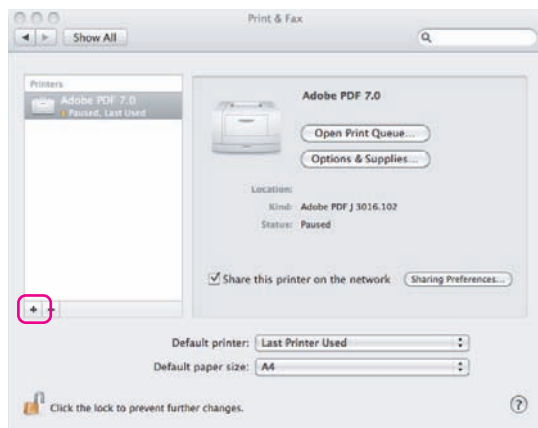 Print & Fax
Show All
Printers
Adobe PDF 7.0
Paused, Last Used
Adobe PDF 7.0
Open Print Queue...
Options & Supplies...
Location:
Kind: Adobe PDF J 3016.102
Status: Paused
Share this printer on the network
Sharing Preferences...
+ -
Default printer: Last Printer Used
Default paper size: A4
Click the lock to prevent further changes.
?